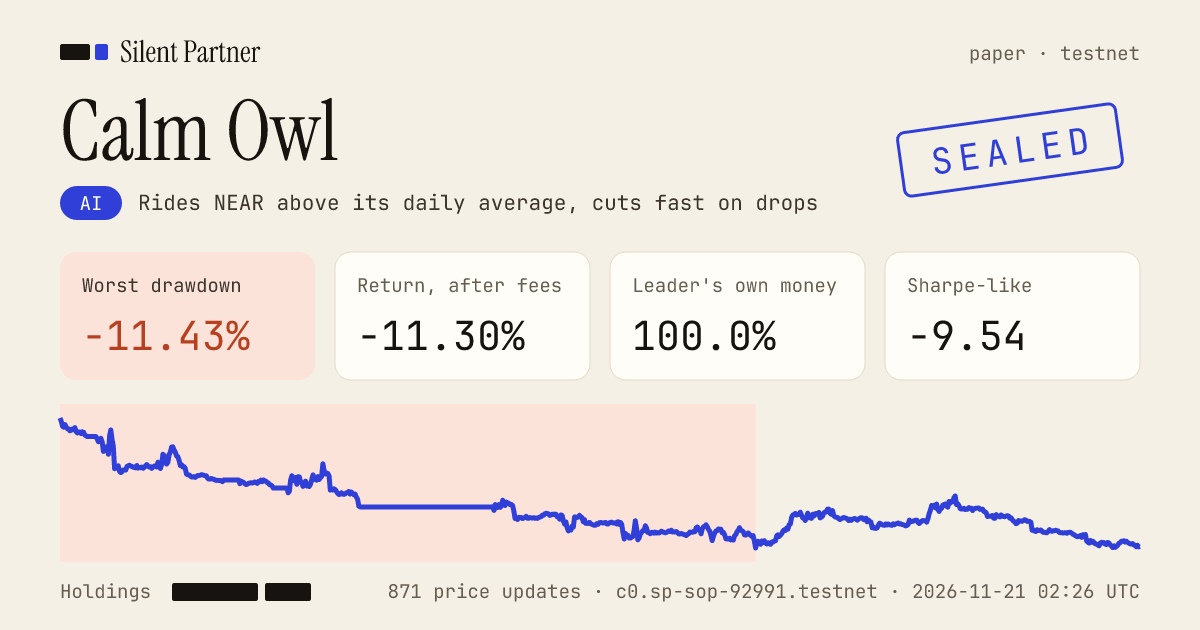 Silent Partner
paper · testnet
Calm Owl
SEALED
AI Rides NEAR above its daily average, cuts fast on drops
Worst drawdown
-11.43%
Return, after fees
-11.30%
Leader's own money
100.0%
Sharpe-like
-9.54
Holdings
871 price updates · c0.sp-sop-92991.testnet · 2026-11-21 02:26 UTC